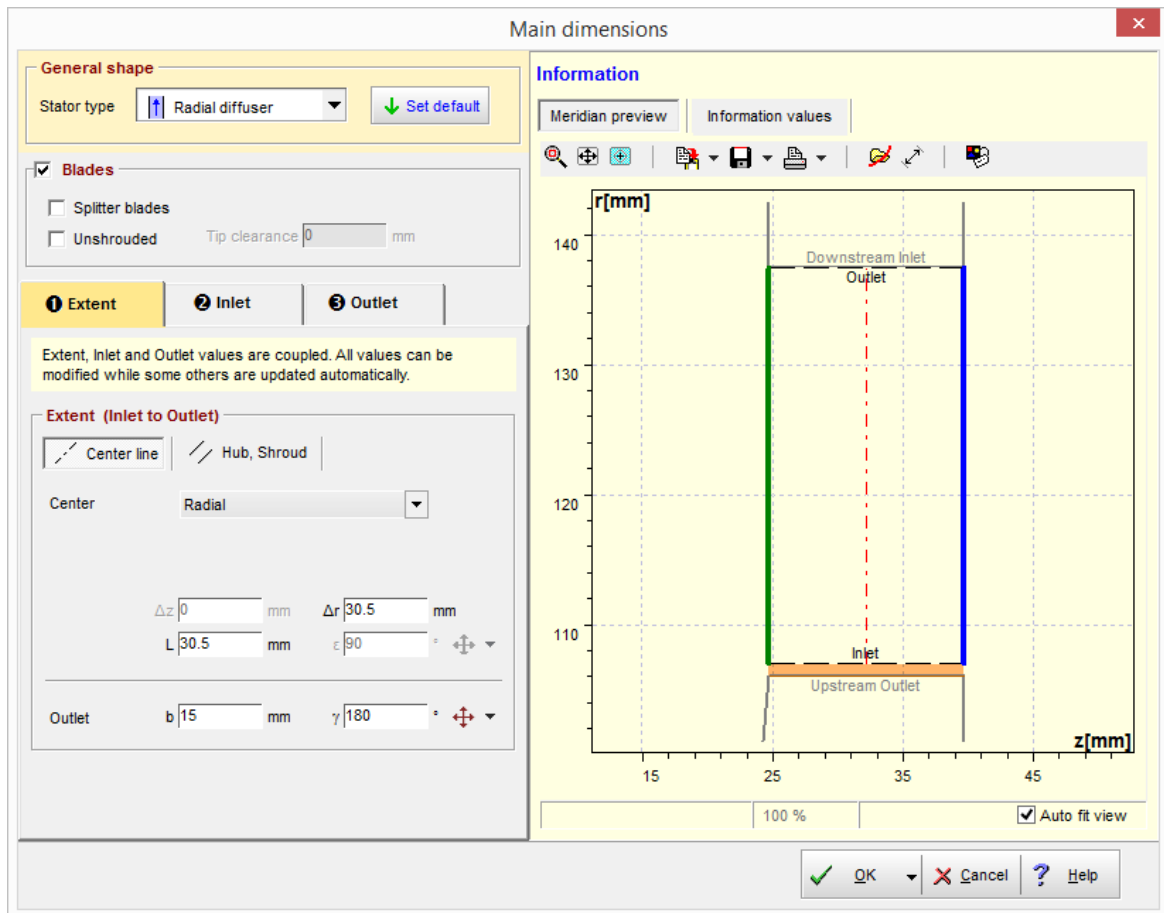 Main dimensions
General shape
Stator type Radial diffuser Set default
Blades
Splitter blades
Unshrouded Tip clearance 0 mm
1 Extent 2 Inlet 3 Outlet
Extent, Inlet and Outlet values are coupled. All values can be
modified while some others are updated automatically.
Extent (Inlet to Outlet)
Center line Hub, Shroud
Center Radial
Δz 0 mm Δr 30.5 mm
L 30.5 mm ε 90 °
Outlet b 15 mm γ 180 °
Information
Meridian preview Information values
r[mm]
140
Downstream Inlet
Outlet
130
120
110
Inlet
Upstream Outlet
z[mm]
15 25 35 45
100 % Auto fit view
OK Cancel Help